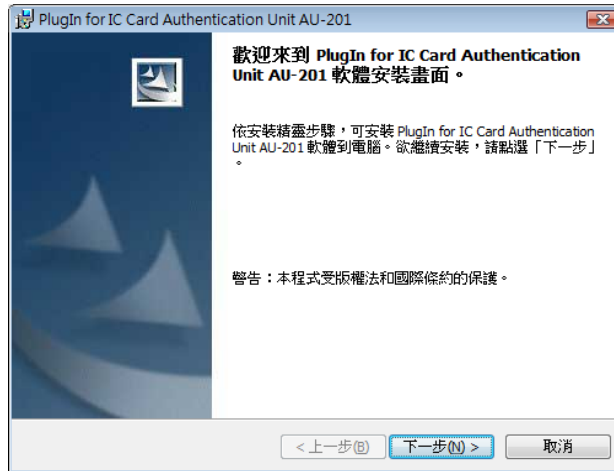 PlugIn for IC Card Authentication Unit AU-201
歡迎來到 PlugIn for IC Card Authentication
Unit AU-201 軟體安裝畫面。
依安裝精靈步驟，可安裝 PlugIn for IC Card Authentication
Unit AU-201 軟體到電腦。欲繼續安裝，請點選「下一步」
。
警告：本程式受版權法和國際條約的保護。
< 上一步(B) 下一步(N) > 取消